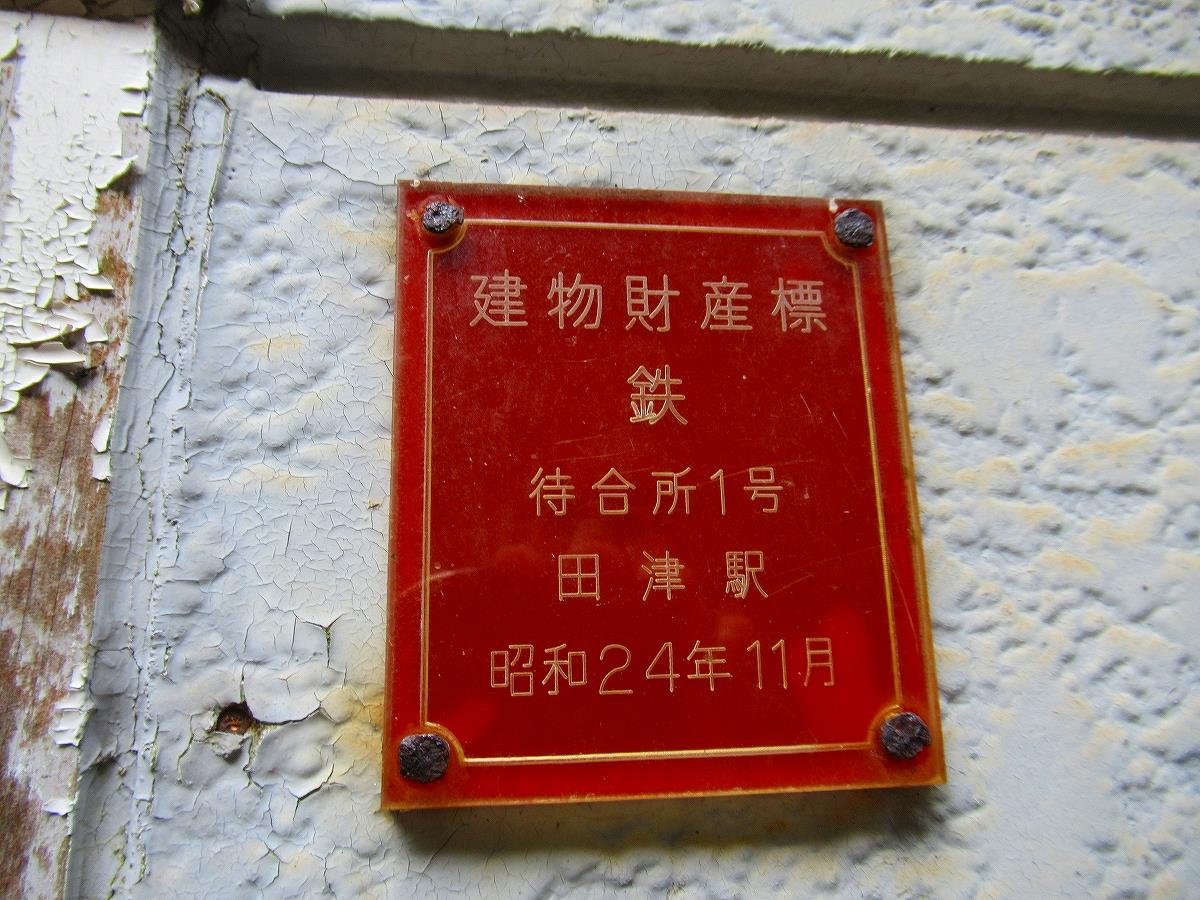 建物財産標
鉄
待合所1号
田津駅
昭和24年11月